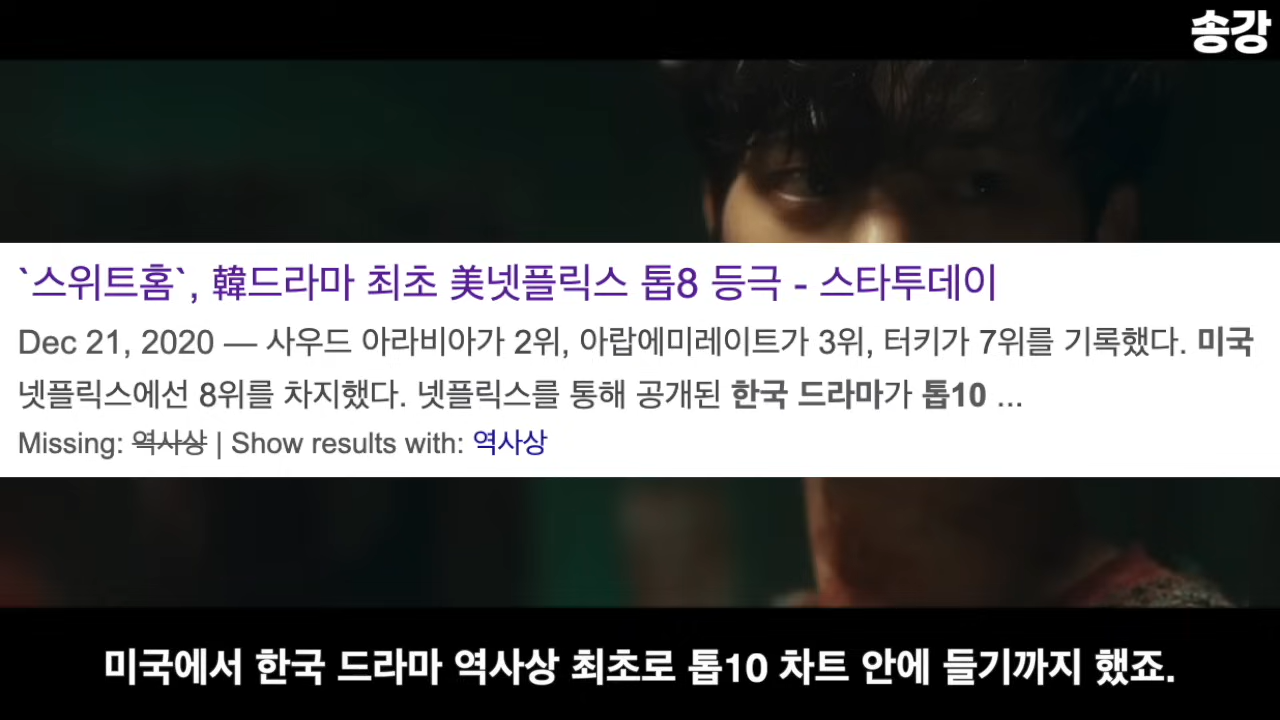 송강
`스위트홈`, 韓드라마 최초 美넷플릭스 톱8 등극 - 스타투데이
Dec 21, 2020 — 사우드 아라비아가 2위, 아랍에미레이트가 3위, 터키가 7위를 기록했다. 미국
넷플릭스에선 8위를 차지했다. 넷플릭스를 통해 공개된 한국 드라마가 톱10 ...
Missing: 역사상 | Show results with: 역사상
미국에서 한국 드라마 역사상 최초로 톱10 차트 안에 들기까지 했죠.